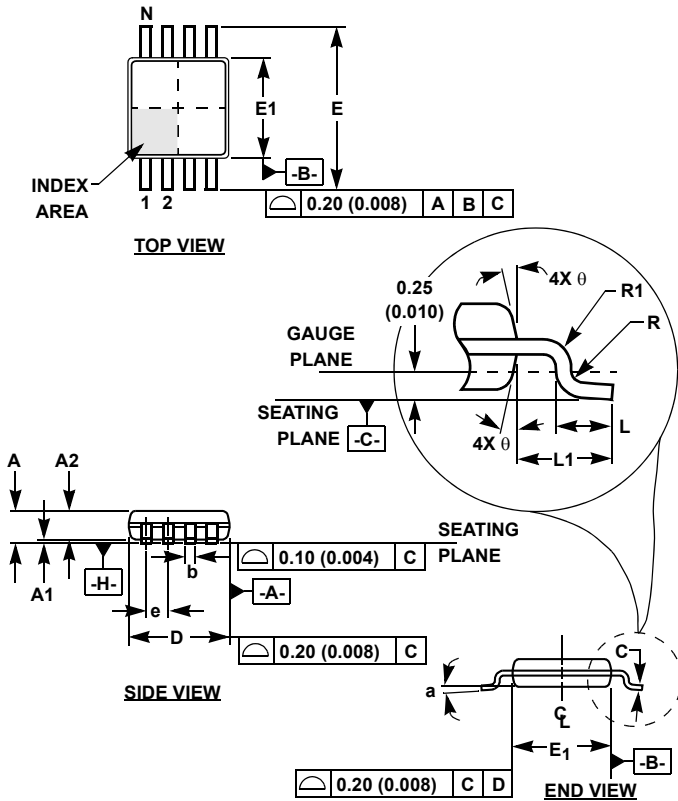 N
E1
E
-B-
INDEX
AREA
1 2
0.20 (0.008) A B C
TOP VIEW
0.25
(0.010)
4X θ
R1
R
GAUGE
PLANE
SEATING
PLANE
-C-
4X θ
L
L1
A
A2
SEATING
PLANE
A1
-H-
b
0.10 (0.004) C
e
-A-
D
0.20 (0.008) C
SIDE VIEW
C
a
CL
E1
-B-
0.20 (0.008) C D
END VIEW